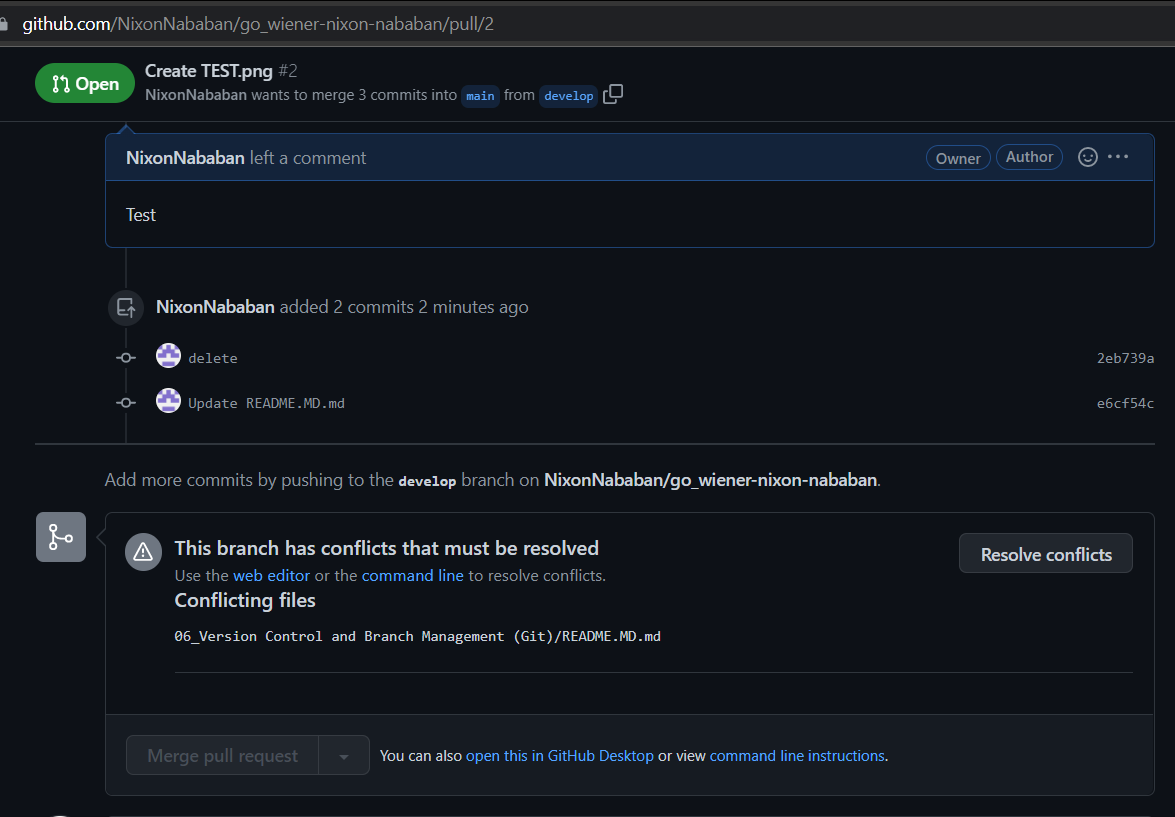 github.com/NixonNababan/go_wiener-nixon-nababan/pull/2
Open
Create TEST.png #2
NixonNababan wants to merge 3 commits into main from develop
NixonNababan left a comment
Owner
Author
Test
NixonNababan added 2 commits 2 minutes ago
delete
2eb739a
Update README.MD.md
e6cf54c
Add more commits by pushing to the develop branch on NixonNababan/go_wiener-nixon-nababan.
This branch has conflicts that must be resolved
Use the web editor or the command line to resolve conflicts.
Resolve conflicts
Conflicting files
06_Version Control and Branch Management (Git)/README.MD.md
Merge pull request
You can also open this in GitHub Desktop or view command line instructions.